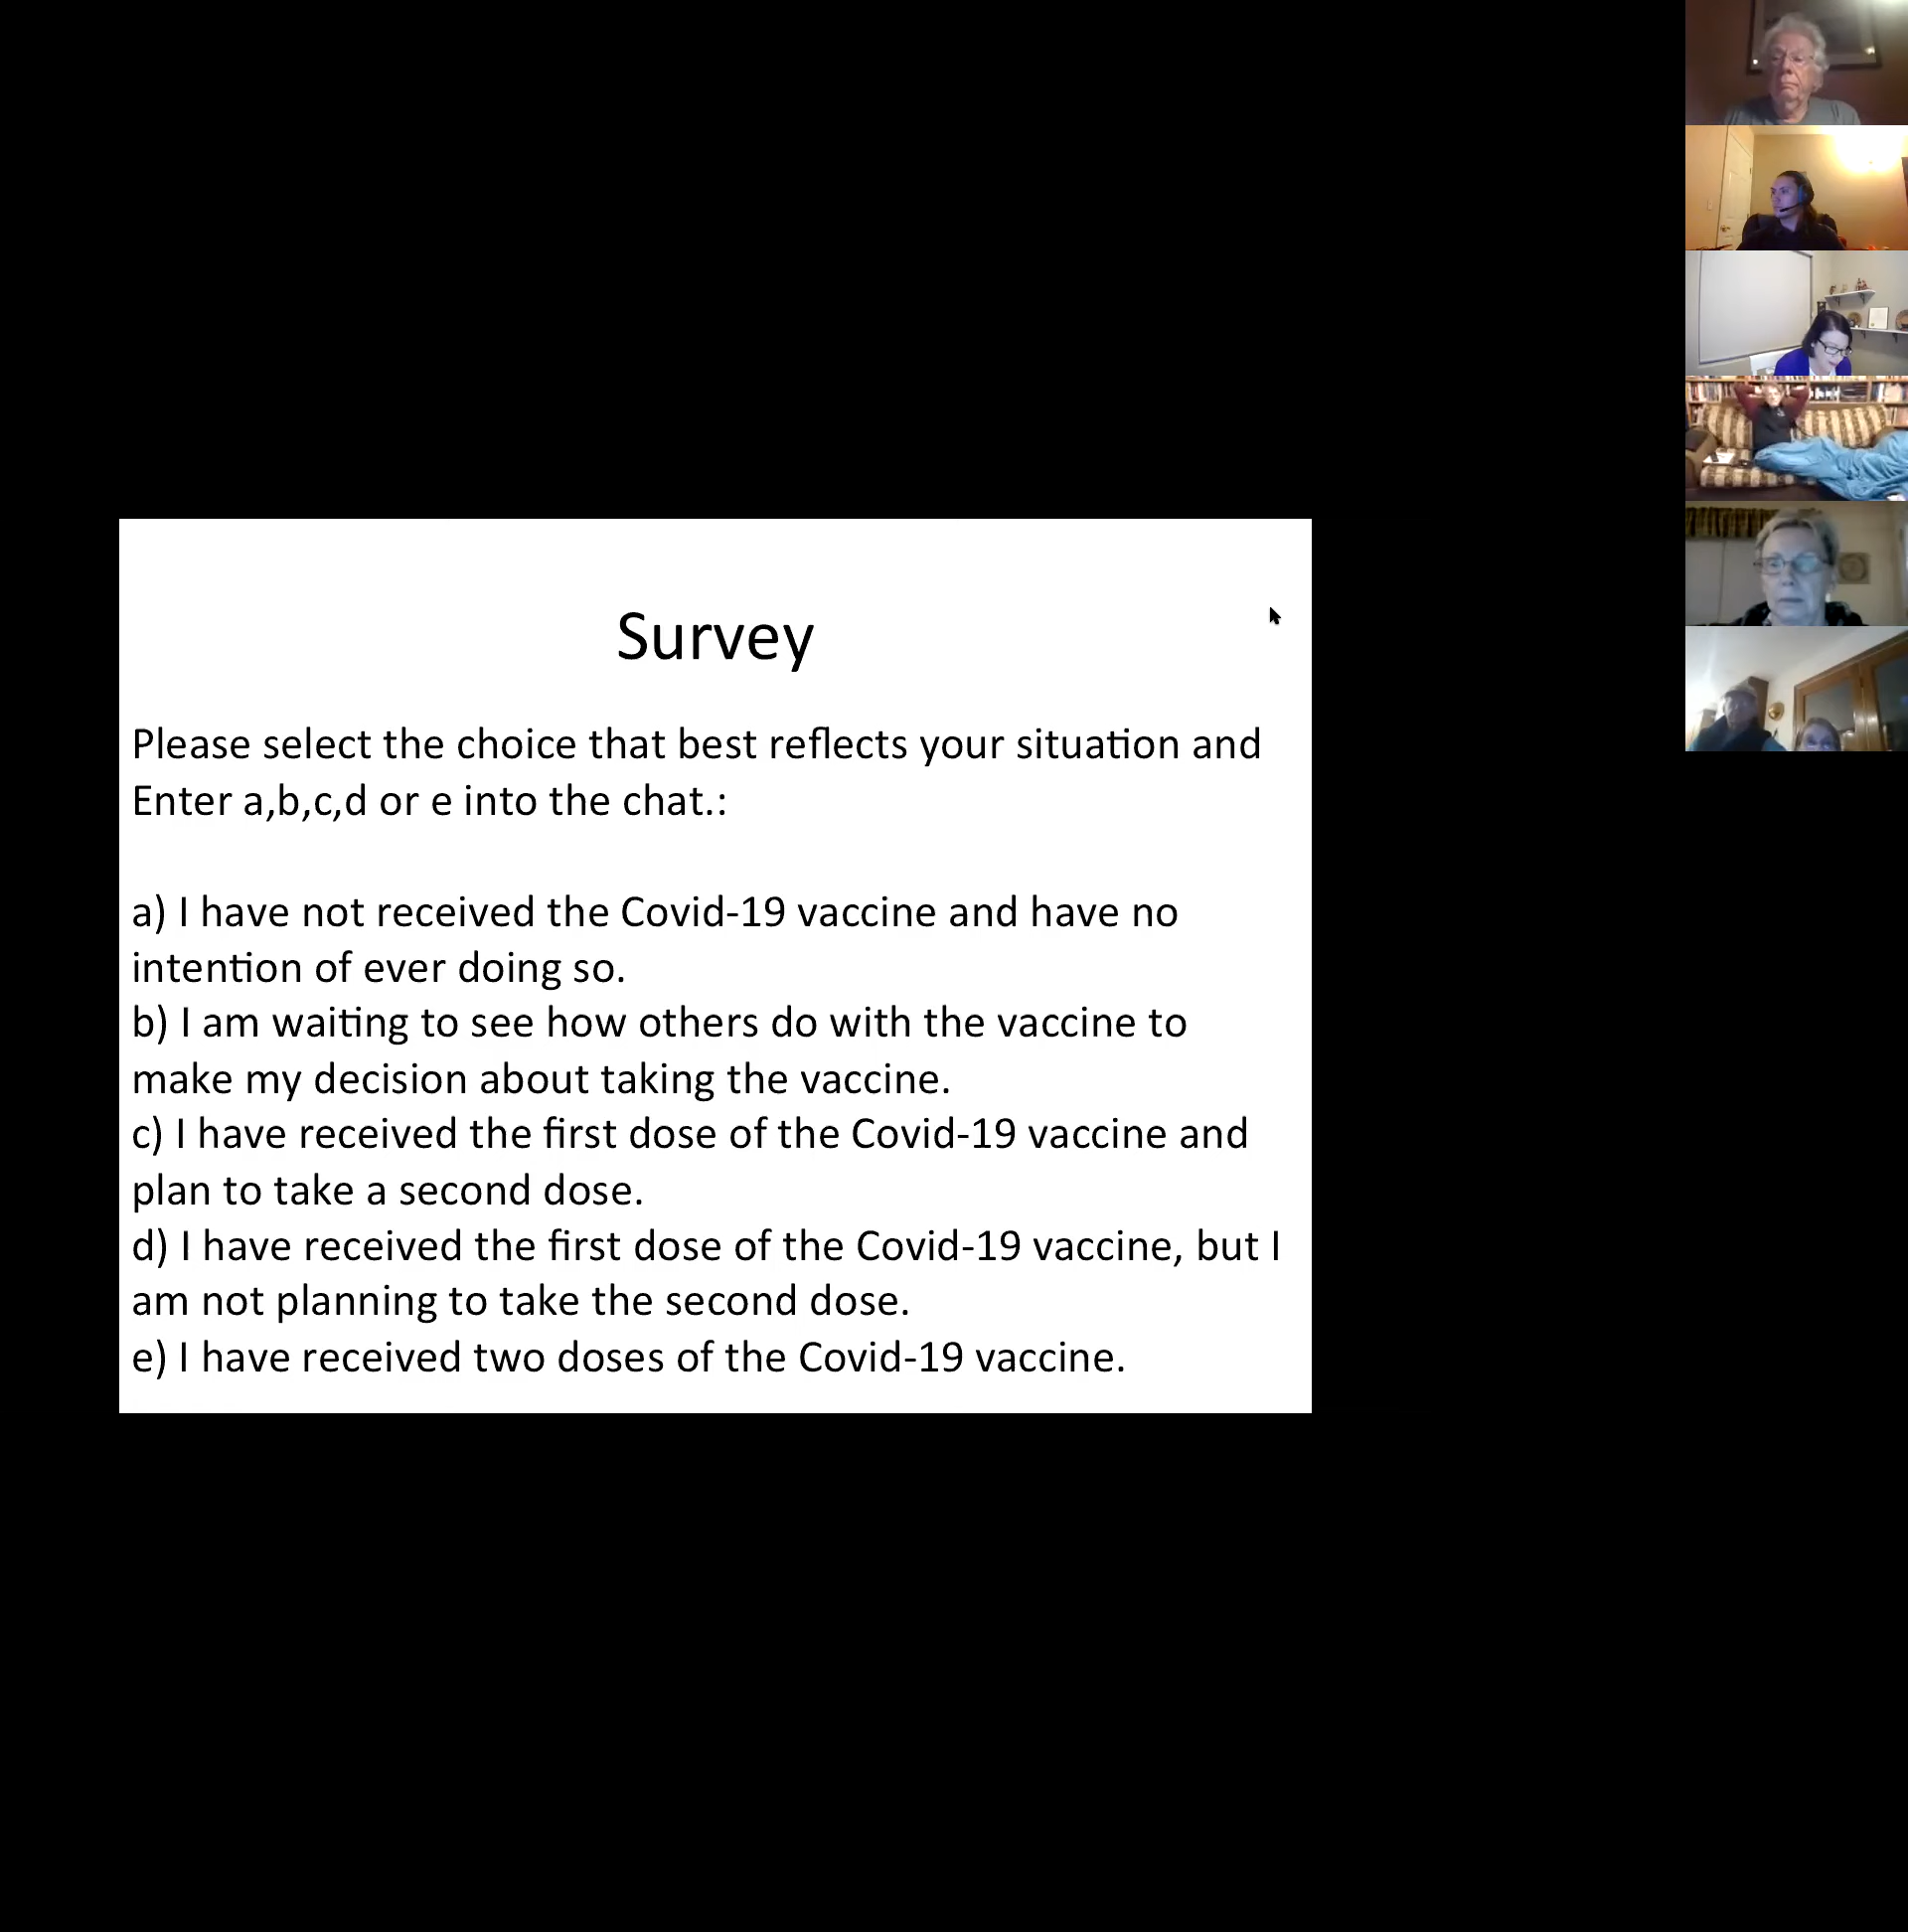 Survey
Please select the choice that best reflects your situation and
Enter a,b,c,d or e into the chat.:
a) I have not received the Covid-19 vaccine and have no
intention of ever doing so.
b) I am waiting to see how others do with the vaccine to
make my decision about taking the vaccine.
c) I have received the first dose of the Covid-19 vaccine and
plan to take a second dose.
d) I have received the first dose of the Covid-19 vaccine, but I
am not planning to take the second dose.
e) I have received two doses of the Covid-19 vaccine.